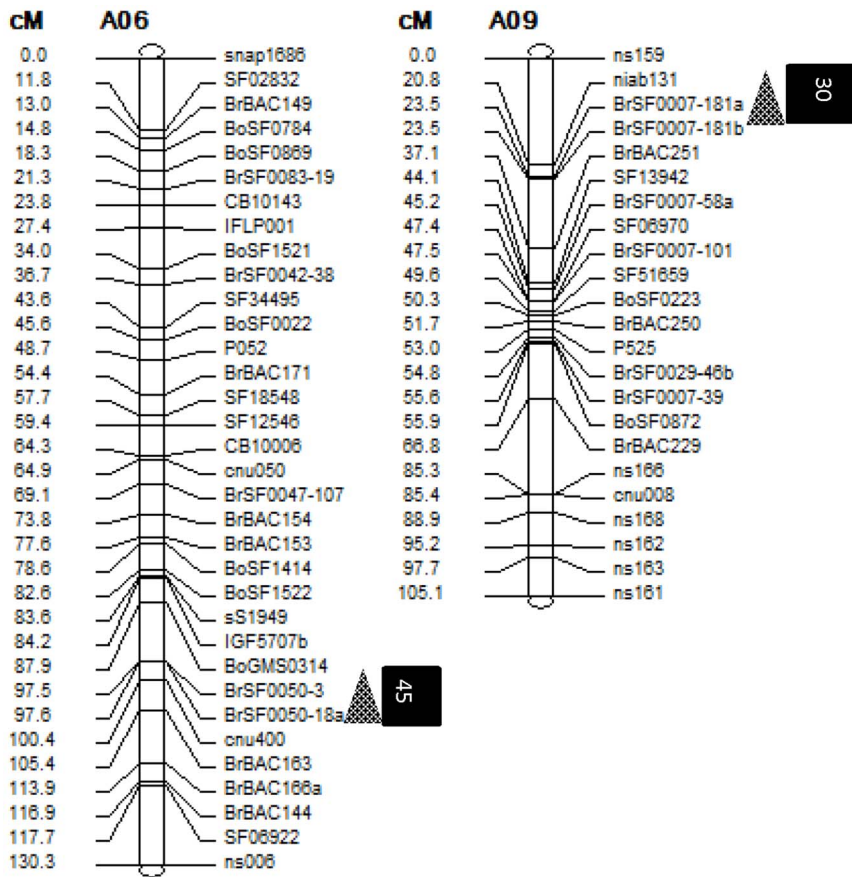 cM A06
0.0 snap1686
11.8 SF02832
13.0 BrBAC149
14.8 BoSF0784
18.3 BoSF0869
21.3 BrSF0083-19
23.8 CB10143
27.4 IFLP001
34.0 BoSF1521
36.7 BrSF0042-38
43.6 SF34495
45.6 BoSF0022
48.7 P052
54.4 BrBAC171
57.7 SF18548
59.4 SF12546
64.3 CB10006
64.9 cnu050
69.1 BrSF0047-107
73.8 BrBAC154
77.6 BrBAC153
78.6 BoSF1414
82.6 BoSF1522
83.6 sS1949
84.2 IGF5707b
87.9 BoGMS0314
97.5 BrSF0050-3
97.6 BrSF0050-18a
100.4 cnu400
105.4 BrBAC163
113.9 BrBAC166a
116.9 BrBAC144
117.7 SF06922
130.3 ns006
45
cM A09
0.0 ns159
20.8 niab131
23.5 BrSF0007-181a
23.5 BrSF0007-181b
37.1 BrBAC251
44.1 SF13942
45.2 BrSF0007-58a
47.4 SF06970
47.5 BrSF0007-101
49.6 SF51659
50.3 BoSF0223
51.7 BrBAC250
53.0 P525
54.8 BrSF0029-46b
55.6 BrSF0007-39
55.9 BoSF0872
66.8 BrBAC229
85.3 ns166
85.4 cnu008
88.9 ns168
95.2 ns162
97.7 ns163
105.1 ns161
30